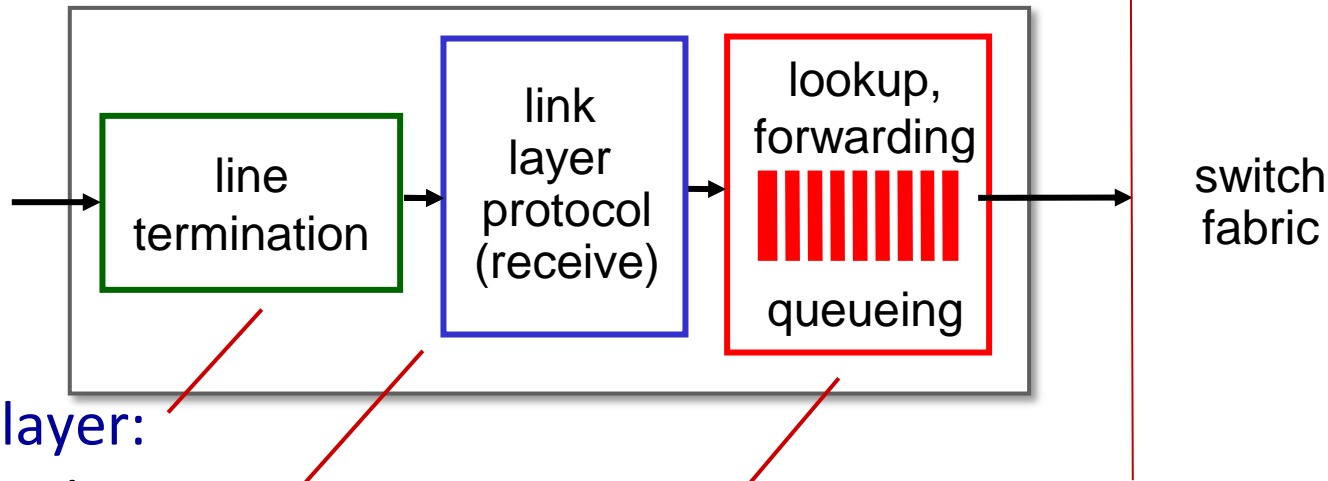 line
termination
link
layer
protocol
(receive)
lookup,
forwarding
queueing
switch
fabric
layer: